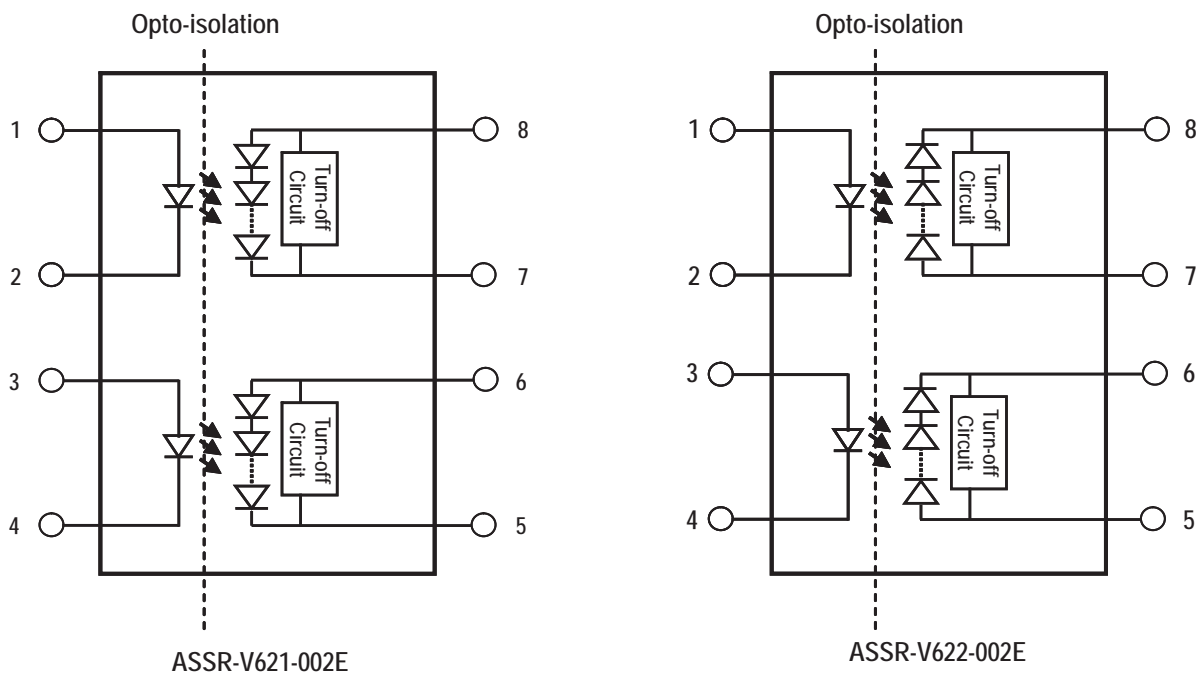 Opto-isolation
1
2
3
4
Turn-off
Circuit
Turn-off
Circuit
8
7
6
5
ASSR-V621-002E
Opto-isolation
1
2
3
4
Turn-off
Circuit
Turn-off
Circuit
8
7
6
5
ASSR-V622-002E